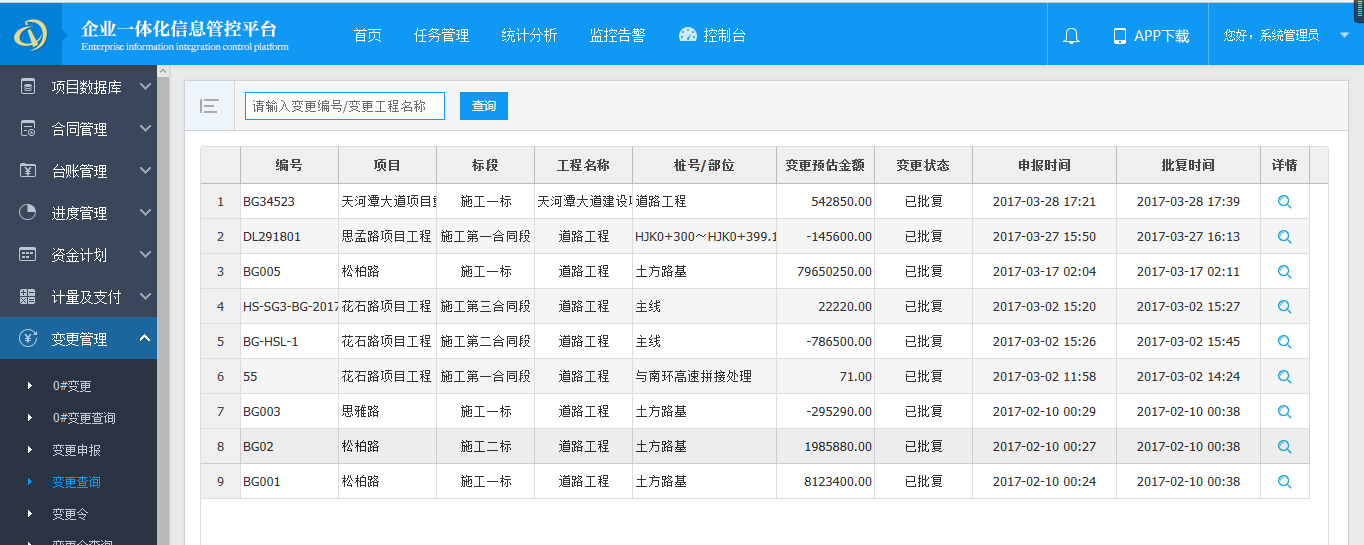 企业一体化信息管控平台
Enterprise information integration control platform
首页 任务管理 统计分析 监控告警 控制台 APP下载 您好，系统管理员
项目数据库
合同管理
台账管理
进度管理
资金计划
计量及支付
变更管理
0#变更
0#变更查询
变更申报
变更查询
变更令
请输入变更编号/变更工程名称 查询
编号 项目 标段 工程名称 桩号/部位 变更预估金额 变更状态 申报时间 批复时间 详情
1 BG34523 天河潭大道项目 施工一标 天河潭大道建设 道路工程 542850.00 已批复 2017-03-28 17:21 2017-03-28 17:39
2 DL291801 思孟路项目工程 施工第一合同段 道路工程 HJK0+300～HJK0+399.1 -145600.00 已批复 2017-03-27 15:50 2017-03-27 16:13
3 BG005 松柏路 施工一标 道路工程 土方路基 79650250.00 已批复 2017-03-17 02:04 2017-03-17 02:11
4 HS-SG3-BG-2017 花石路项目工程 施工第三合同段 道路工程 主线 22220.00 已批复 2017-03-02 15:20 2017-03-02 15:27
5 BG-HSL-1 花石路项目工程 施工第二合同段 道路工程 主线 -786500.00 已批复 2017-03-02 15:26 2017-03-02 15:45
6 55 花石路项目工程 施工第一合同段 道路工程 与南环高速拼接处理 71.00 已批复 2017-03-02 11:58 2017-03-02 14:24
7 BG003 思雅路 施工一标 道路工程 土方路基 -295290.00 已批复 2017-02-10 00:29 2017-02-10 00:38
8 BG02 松柏路 施工二标 道路工程 土方路基 1985880.00 已批复 2017-02-10 00:27 2017-02-10 00:38
9 BG001 松柏路 施工一标 道路工程 土方路基 8123400.00 已批复 2017-02-10 00:24 2017-02-10 00:38